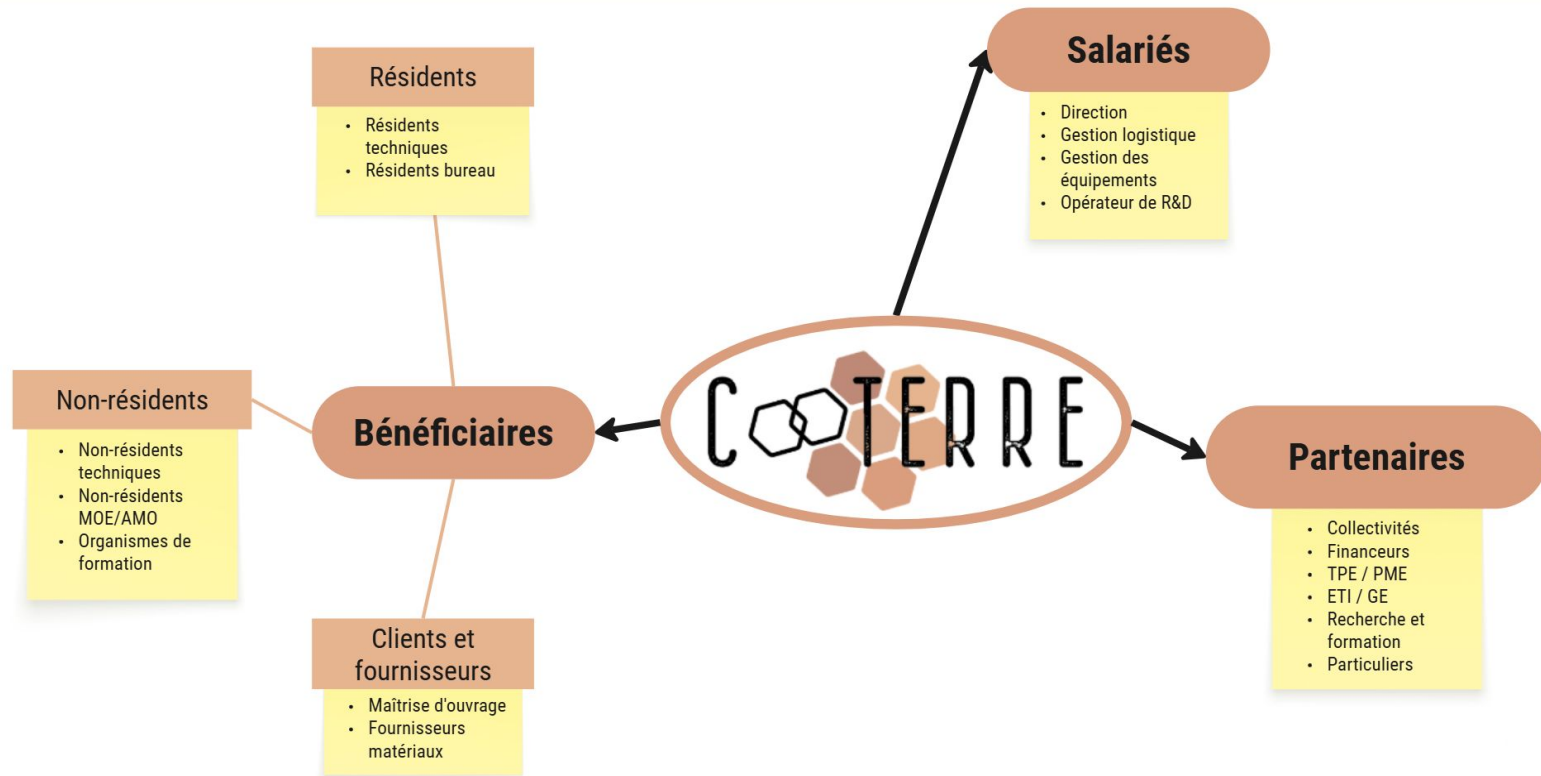 Salariés
• Direction
• Gestion logistique
• Gestion des
équipements
• Opérateur de R&D
Résidents
• Résidents
techniques
• Résidents bureau
Non-résidents
• Non-résidents
techniques
• Non-résidents
MOE/AMO
• Organismes de
formation
Bénéficiaires
COOTERRE
Partenaires
• Collectivités
• Financeurs
• TPE / PME
• ETI / GE
• Recherche et
formation
• Particuliers
Clients et
fournisseurs
• Maîtrise d'ouvrage
• Fournisseurs
matériaux